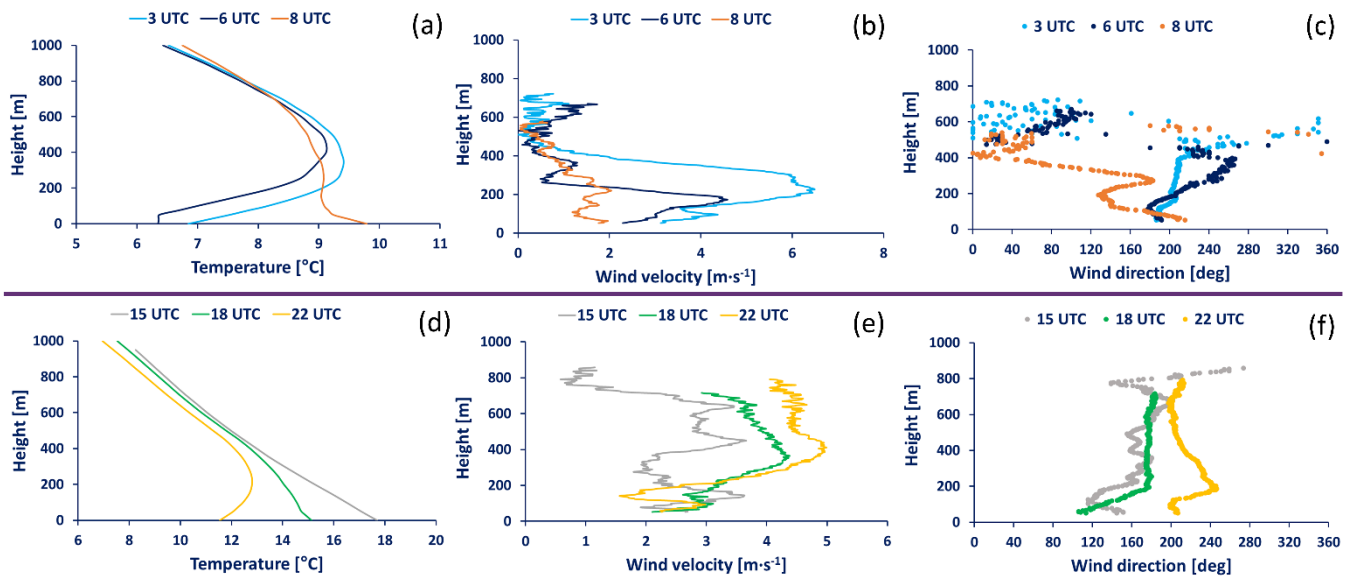 3 UTC 6 UTC 8 UTC (a)
1000
800
600
400
200
0
Height [m]
5 6 7 8 9 10 11
Temperature [°C]
3 UTC 6 UTC 8 UTC (b)
1000
800
600
400
200
0
Height [m]
0 2 4 6 8
Wind velocity [m·s⁻¹]
3 UTC 6 UTC 8 UTC (c)
1000
800
600
400
200
0
Height [m]
0 40 80 120 160 200 240 280 320 360
Wind direction [deg]
15 UTC 18 UTC 22 UTC (d)
1000
800
600
400
200
0
Height [m]
8 10 12 14 16 18 20
Temperature [°C]
15 UTC 18 UTC 22 UTC (e)
1000
800
600
400
200
0
Height [m]
0 1 2 3 4 5 6
Wind velocity [m·s⁻¹]
15 UTC 18 UTC 22 UTC (f)
1000
800
600
400
200
0
Height [m]
0 40 80 120 160 200 240 280 320 360
Wind direction [deg]